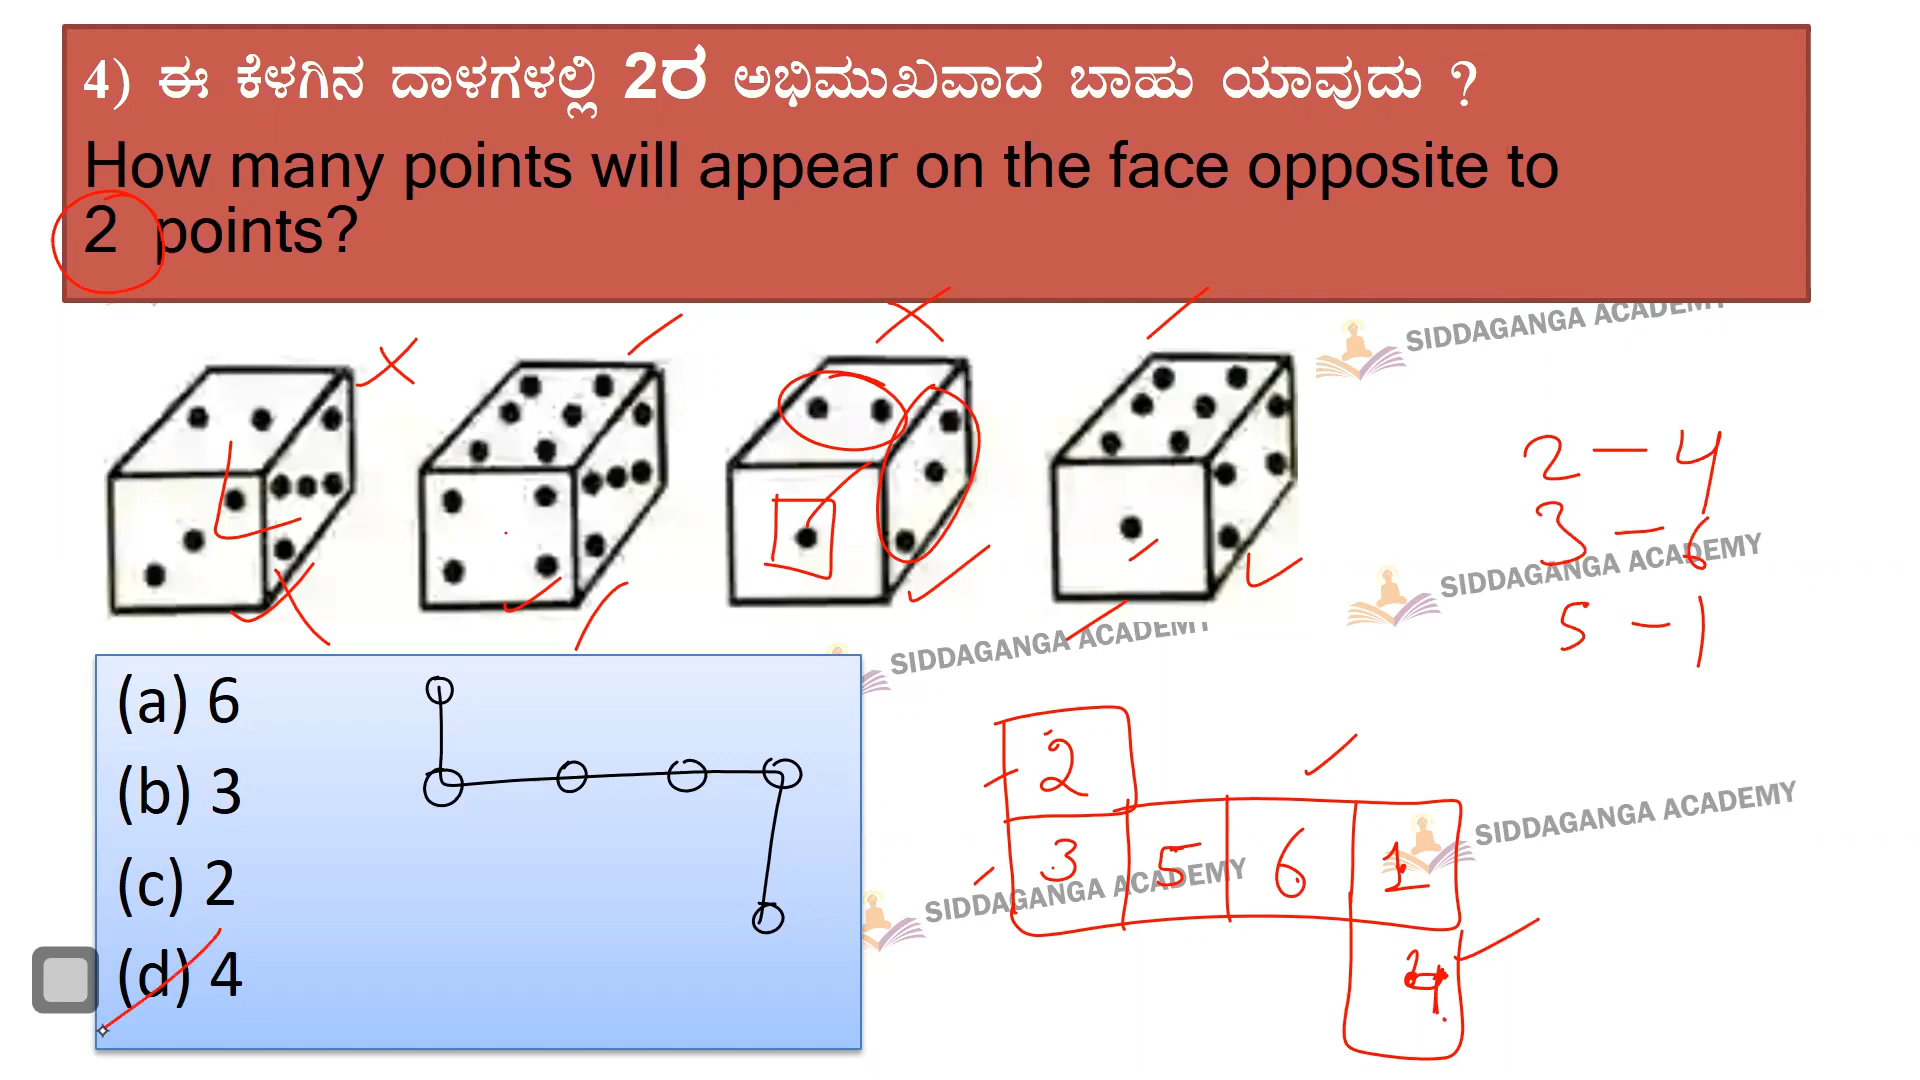 4) ಈ ಕೆಳಗಿನ ದಾಳಗಳಲ್ಲಿ 2ರ ಅಭಿಮುಖವಾದ ಬಾಹು ಯಾವುದು ?
How many points will appear on the face opposite to
2 points?
SIDDAGANGA ACADEMY
2 - 4
3 - 6
SIDDAGANGA ACADEMY
5 - 1
SIDDAGANGA ACADEMY
(a) 6
(b) 3
(c) 2
(d) 4
2
SIDDAGANGA ACADEMY
3 5 6 1
SIDDAGANGA ACADEMY
4